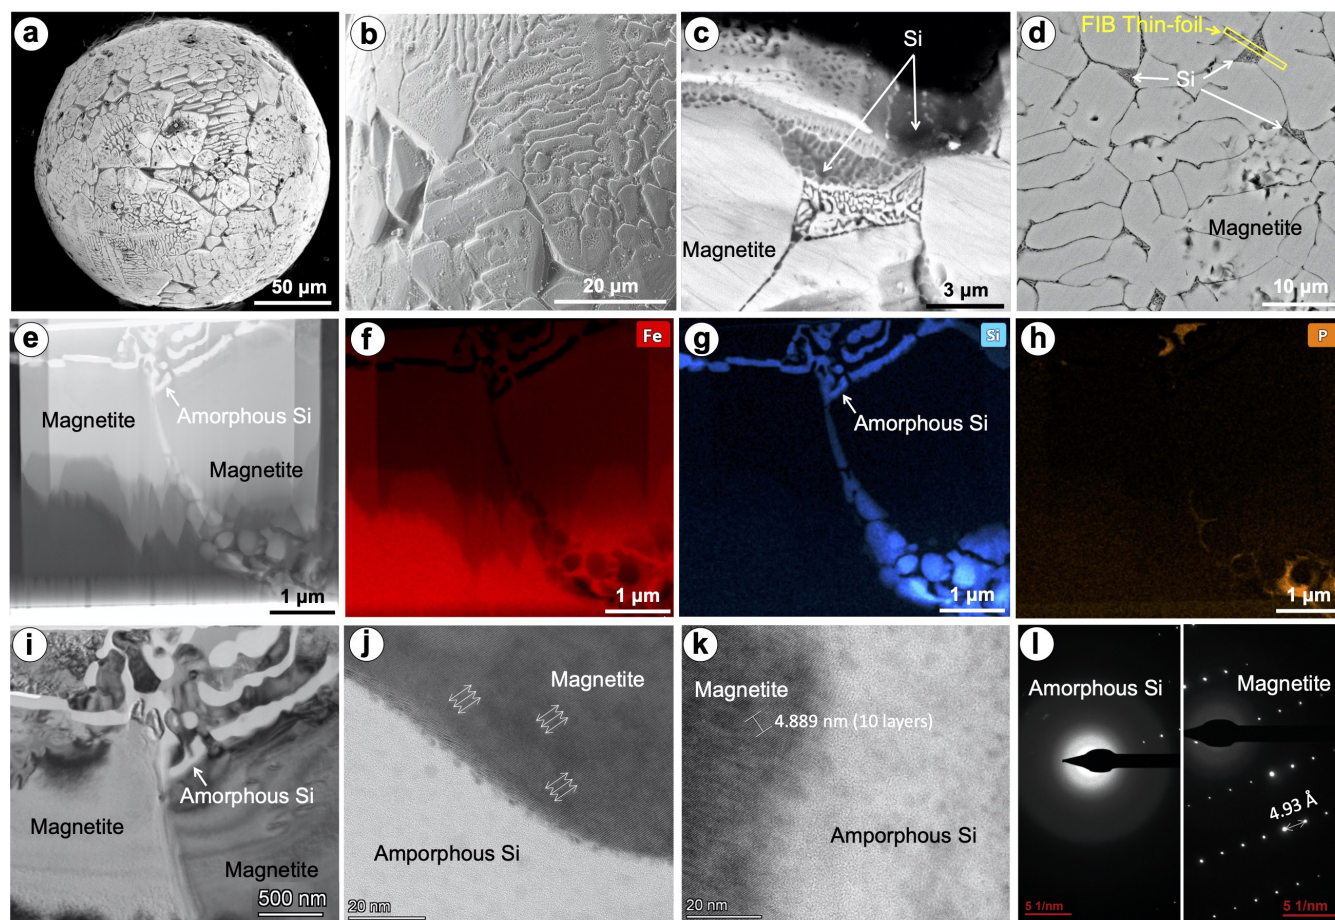 a
50 µm
b
20 µm
c
Si
Magnetite
3 µm
d
FIB Thin-foil
Si
Magnetite
10 µm
e
Magnetite
Amorphous Si
Magnetite
1 µm
f
Fe
1 µm
g
Si
Amorphous Si
1 µm
h
P
1 µm
i
Amorphous Si
Magnetite
Magnetite
500 nm
j
Magnetite
Amporphous Si
20 nm
k
Magnetite
4.889 nm (10 layers)
Amporphous Si
20 nm
l
Amorphous Si
5 1/nm
Magnetite
4.93 Å
5 1/nm